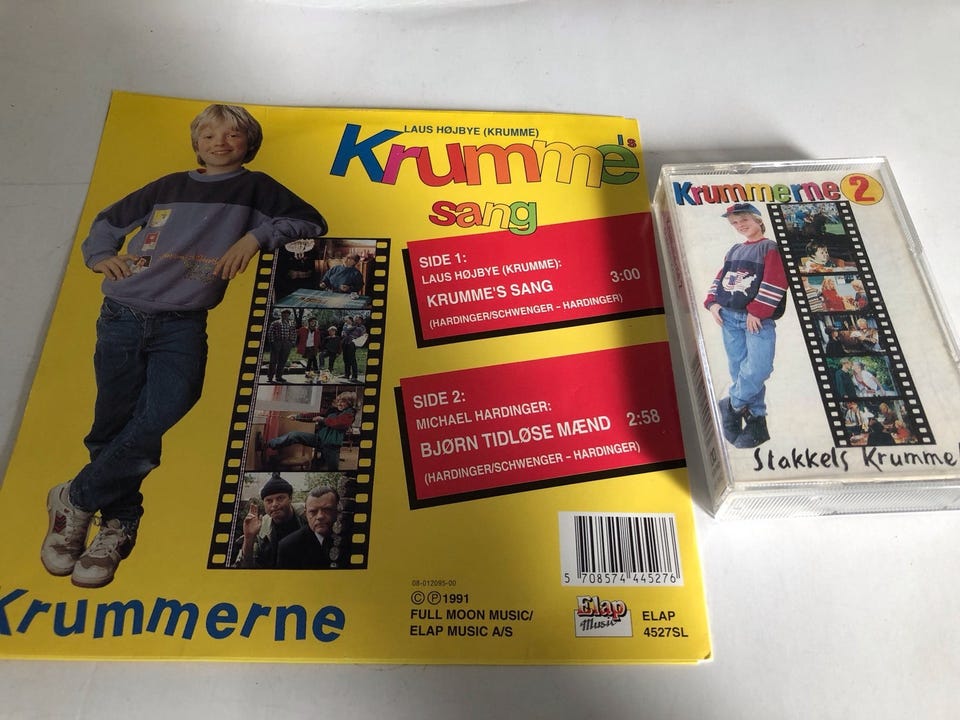 LAUS HØJBYE (KRUMME)
Krumme's
sang
SIDE 1:
LAUS HØJBYE (KRUMME):
KRUMME'S SANG 3:00
(HARDINGER/SCHWENGER – HARDINGER)
SIDE 2:
MICHAEL HARDINGER:
BJØRN TIDLØSE MÆND 2:58
(HARDINGER/SCHWENGER – HARDINGER)
5 708574 445276
08-012095-00
©℗1991
FULL MOON MUSIC/
ELAP MUSIC A/S
Elap
Music
ELAP
4527SL
Krummerne
Krummerne 2
Stakkels Krumme!